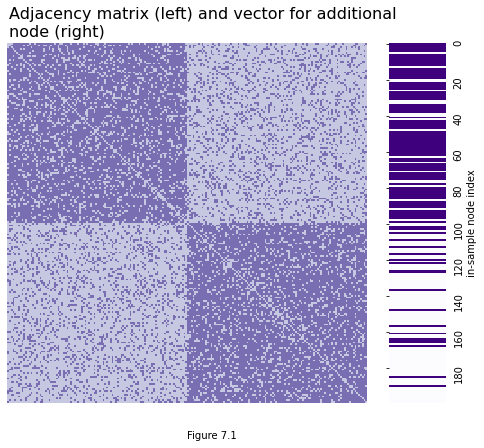 Adjacency matrix (left) and vector for additional
node (right)
0
20
40
60
80
100
120
140
160
180
in-sample node index
Figure 7.1